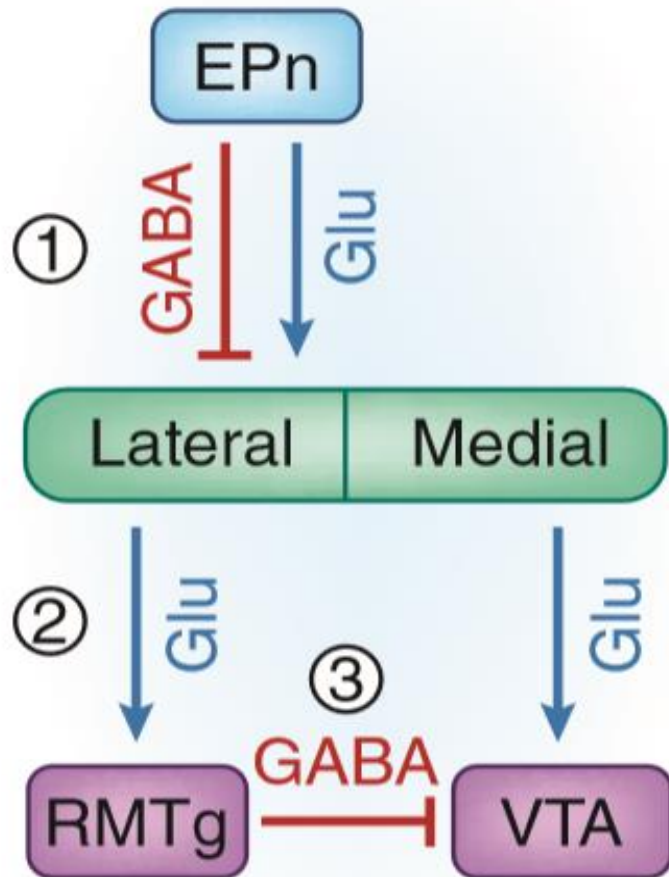 EPn
① GABA Glu
Lateral Medial
② Glu Glu
③
GABA
RMTg VTA